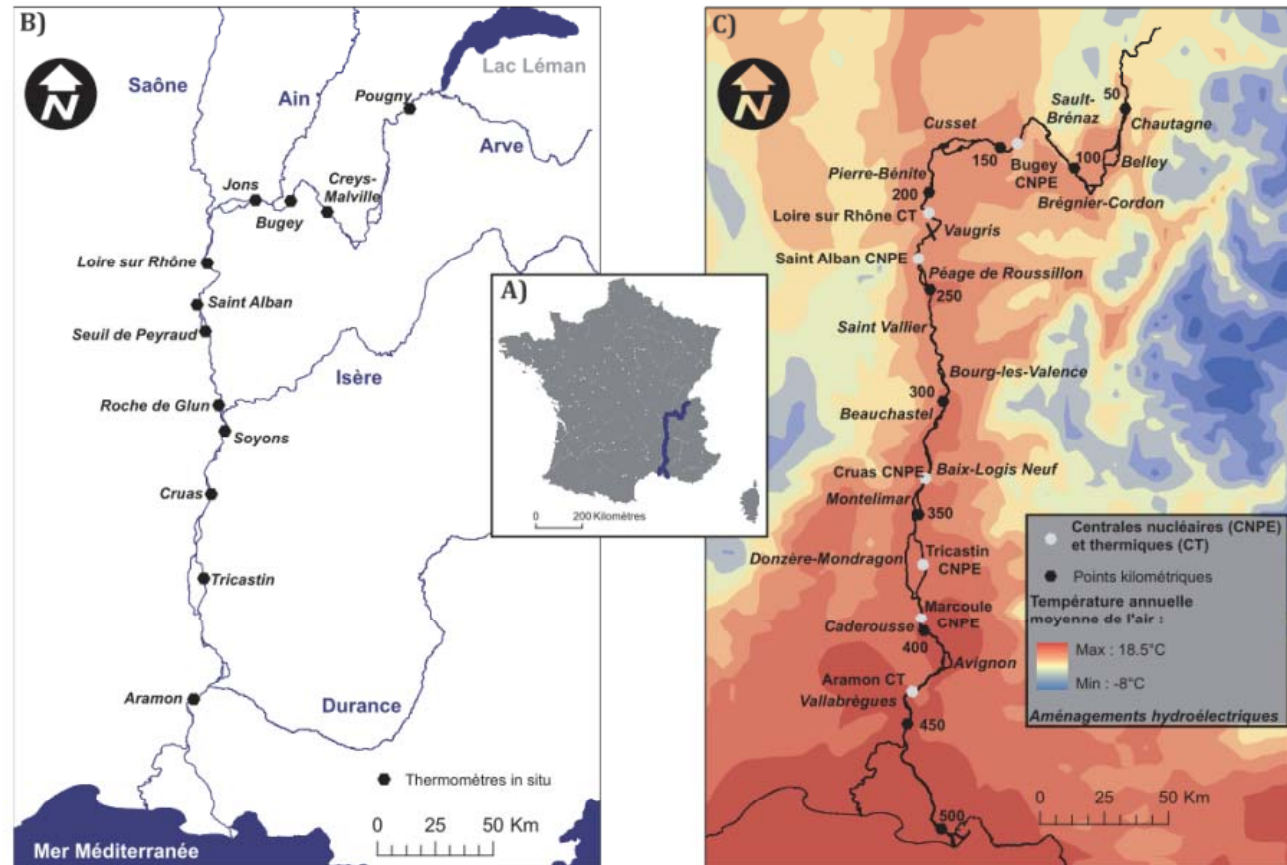 B)
N
Saône
Ain
Lac Léman
Pougny
Arve
Jons
Bugey
Creys-
Malville
Loire sur Rhône
Saint Alban
Seuil de Peyraud
Isère
Roche de Glun
Soyons
Cruas
Tricastin
Aramon
Durance
Thermomètres in situ
0 25 50 Km
Mer Méditerranée
A)
0 200 Kilomètres
C)
N
50
Sault-
Brénaz
Chautagne
Cusset
150
Bugey
CNPE
100
Belley
Brégnier-Cordon
Pierre-Bénite
200
Loire sur Rhône CT
Vaugris
Saint Alban CNPE
Péage de Roussillon
250
Saint Vallier
Bourg-les-Valence
300
Beauchastel
Cruas CNPE
Baix-Logis Neuf
Montelimar
350
Donzère-Mondragon
Tricastin
CNPE
Marcoule
CNPE
Caderousse
400
Avignon
Aramon CT
Vallabrègues
450
500
Centrales nucléaires (CNPE)
et thermiques (CT)
Points kilométriques
Température annuelle
moyenne de l'air :
Max : 18.5°C
Min : -8°C
Aménagements hydroélectriques
0 25 50 Km